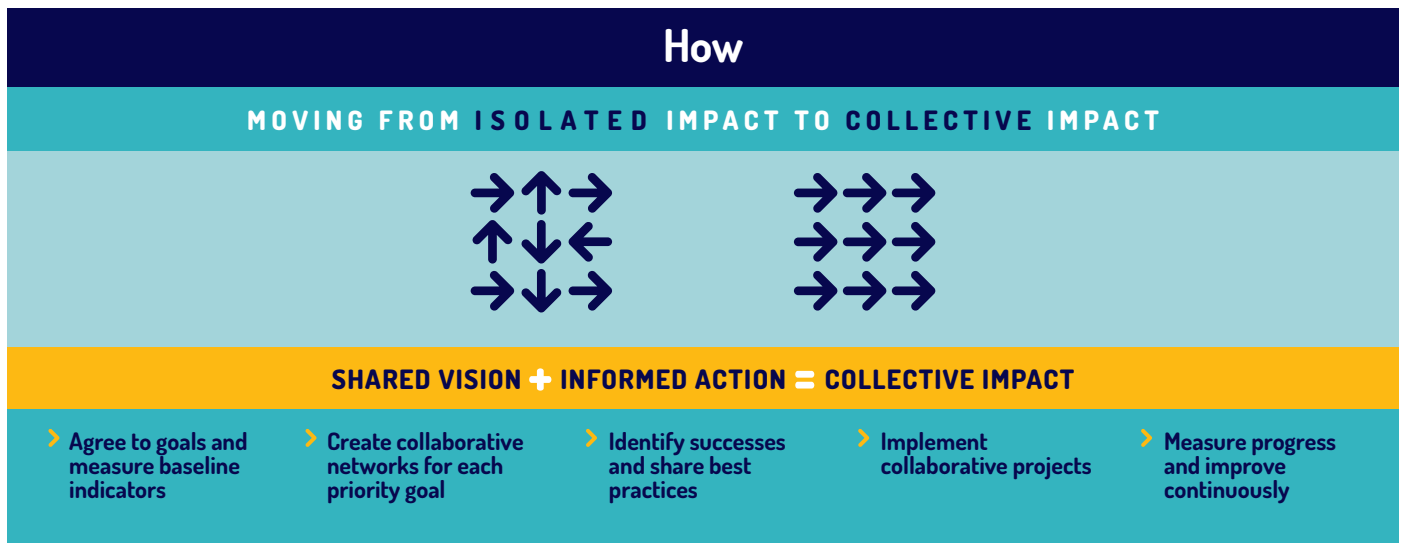 How
MOVING FROM ISOLATED IMPACT TO COLLECTIVE IMPACT
SHARED VISION + INFORMED ACTION = COLLECTIVE IMPACT
Agree to goals and
measure baseline
indicators
Create collaborative
networks for each
priority goal
Identify successes
and share best
practices
Implement
collaborative projects
Measure progress
and improve
continuously